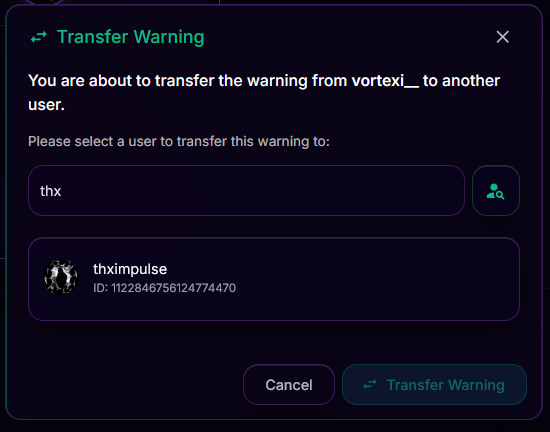 Transfer Warning
You are about to transfer the warning from vortexi__ to another
user.
Please select a user to transfer this warning to:
thx
thximpulse
ID: 1122846756124774470
Cancel
Transfer Warning